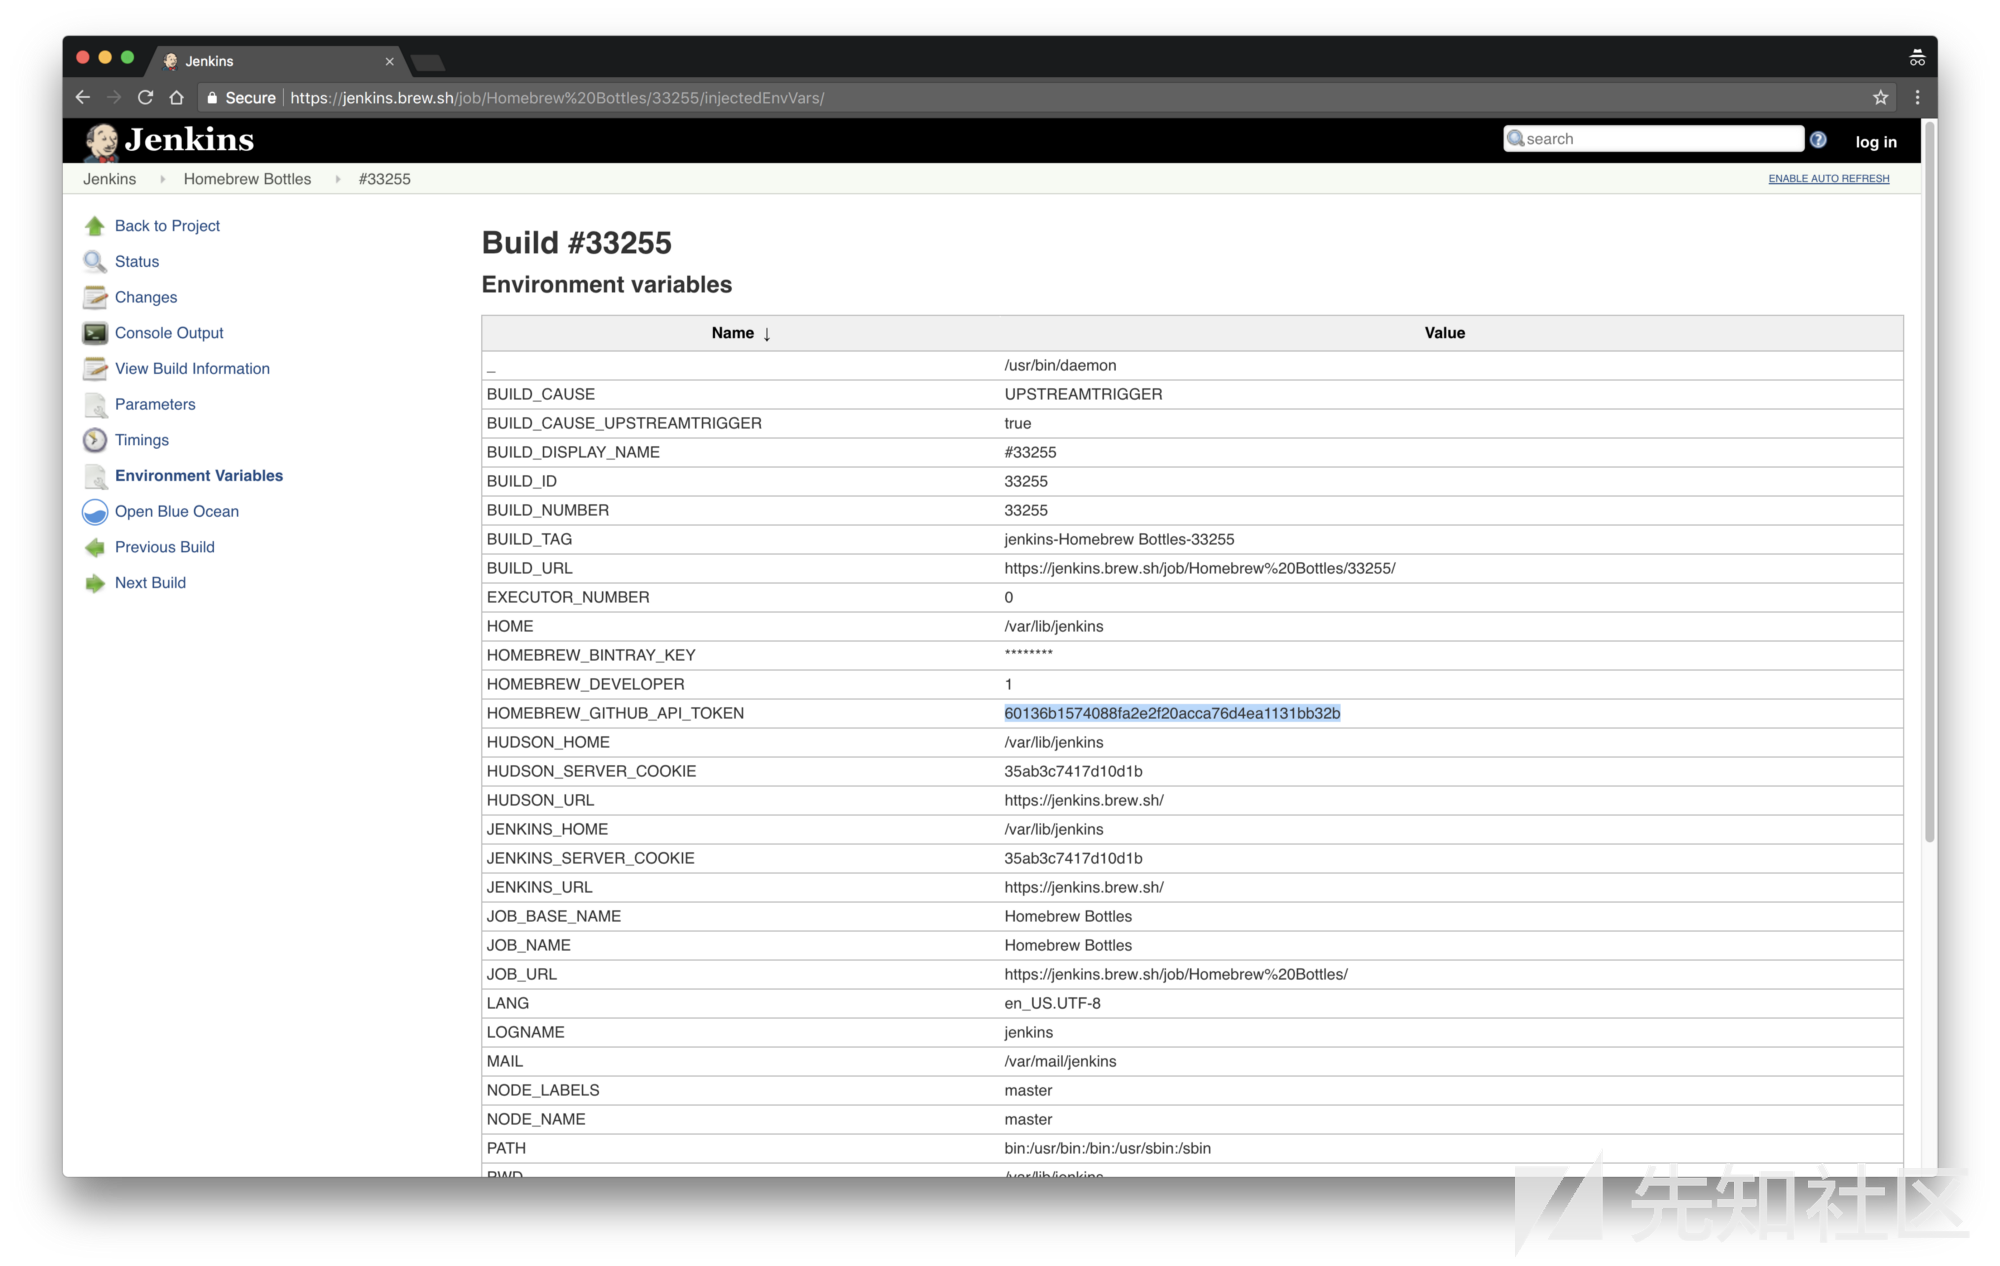 Jenkins
Secure https://jenkins.brew.sh/job/Homebrew%20Bottles/33255/injectedEnvVars/
Jenkins
search
log in
Jenkins Homebrew Bottles #33255
ENABLE AUTO REFRESH
Back to Project
Status
Changes
Console Output
View Build Information
Parameters
Timings
Environment Variables
Open Blue Ocean
Previous Build
Next Build
Build #33255
Environment variables
Name ↓ Value
_ /usr/bin/daemon
BUILD_CAUSE UPSTREAMTRIGGER
BUILD_CAUSE_UPSTREAMTRIGGER true
BUILD_DISPLAY_NAME #33255
BUILD_ID 33255
BUILD_NUMBER 33255
BUILD_TAG jenkins-Homebrew Bottles-33255
BUILD_URL https://jenkins.brew.sh/job/Homebrew%20Bottles/33255/
EXECUTOR_NUMBER 0
HOME /var/lib/jenkins
HOMEBREW_BINTRAY_KEY ********
HOMEBREW_DEVELOPER 1
HOMEBREW_GITHUB_API_TOKEN 60136b1574088fa2e2f20acca76d4ea1131bb32b
HUDSON_HOME /var/lib/jenkins
HUDSON_SERVER_COOKIE 35ab3c7417d10d1b
HUDSON_URL https://jenkins.brew.sh/
JENKINS_HOME /var/lib/jenkins
JENKINS_SERVER_COOKIE 35ab3c7417d10d1b
JENKINS_URL https://jenkins.brew.sh/
JOB_BASE_NAME Homebrew Bottles
JOB_NAME Homebrew Bottles
JOB_URL https://jenkins.brew.sh/job/Homebrew%20Bottles/
LANG en_US.UTF-8
LOGNAME jenkins
MAIL /var/mail/jenkins
NODE_LABELS master
NODE_NAME master
PATH bin:/usr/bin:/bin:/usr/sbin:/sbin
PWD /var/lib/jenkins
先知社区